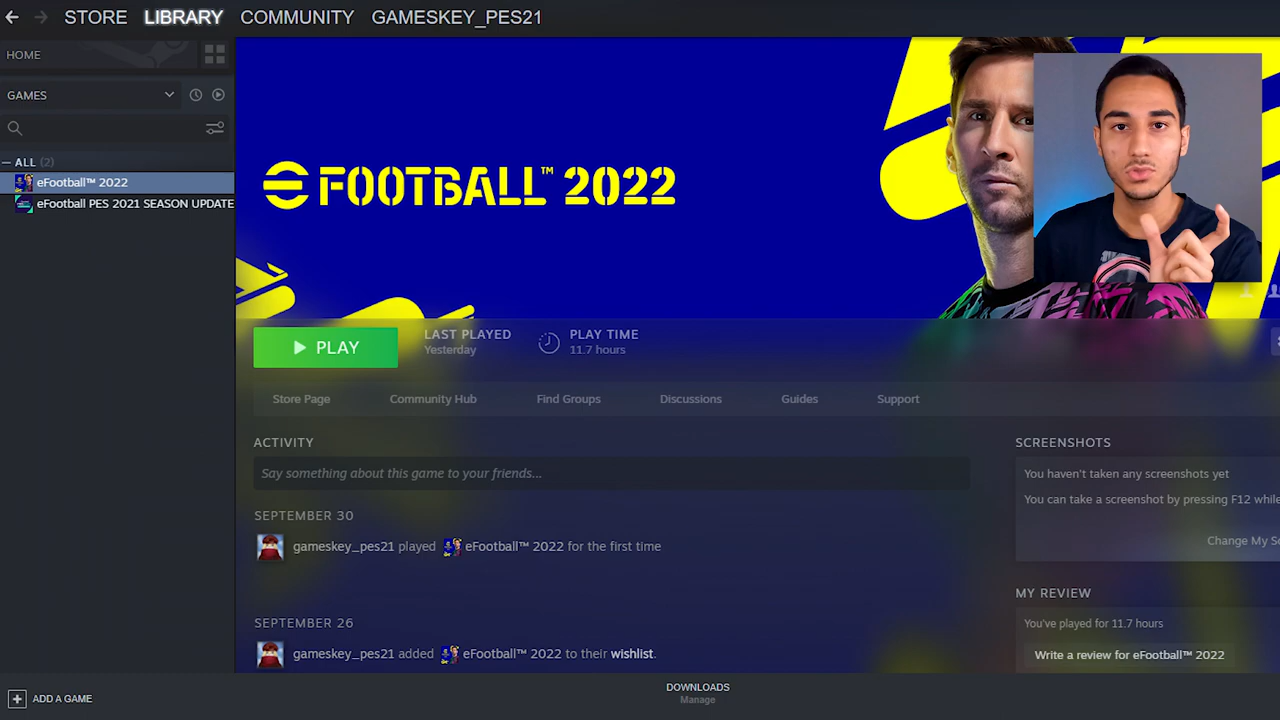 STORE LIBRARY COMMUNITY GAMESKEY_PES21
HOME
GAMES
ALL (2)
eFootball™ 2022
eFootball PES 2021 SEASON UPDATE
FOOTBALL™ 2022
PLAY
LAST PLAYED
Yesterday
PLAY TIME
11.7 hours
Store Page Community Hub Find Groups Discussions Guides Support
ACTIVITY
Say something about this game to your friends...
SEPTEMBER 30
gameskey_pes21 played eFootball™ 2022 for the first time
SEPTEMBER 26
gameskey_pes21 added eFootball™ 2022 to their wishlist.
SCREENSHOTS
You haven't taken any screenshots yet
You can take a screenshot by pressing F12 while
Change My
MY REVIEW
You've played for 11.7 hours
Write a review for eFootball™ 2022
+ ADD A GAME
DOWNLOADS
Manage